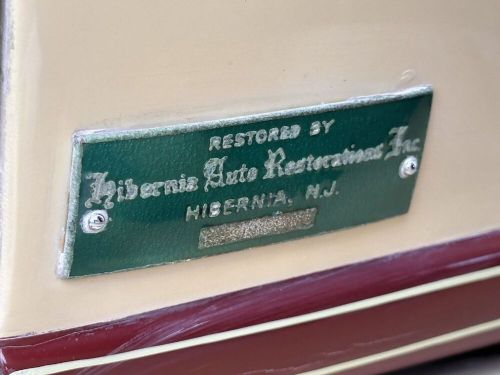 RESTORED BY
Hibernia Auto Restorations Inc.
HIBERNIA, N.J.